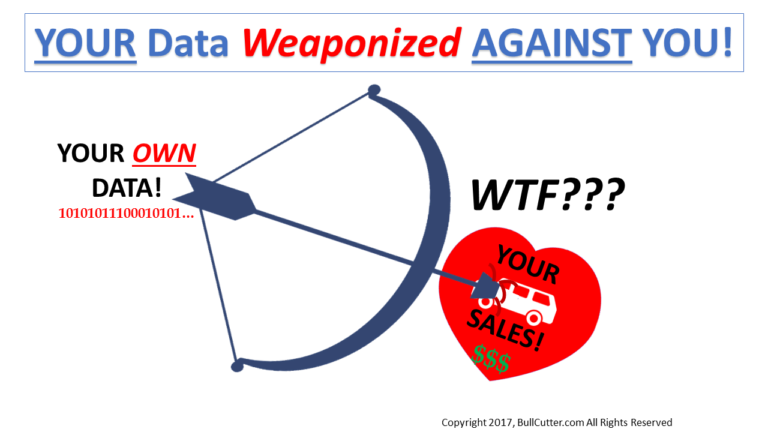 YOUR Data Weaponized AGAINST YOU!
YOUR OWN
DATA!
10101011100010101...
WTF???
YOUR
SALES!
$$$
Copyright 2017, BullCutter.com All Rights Reserved